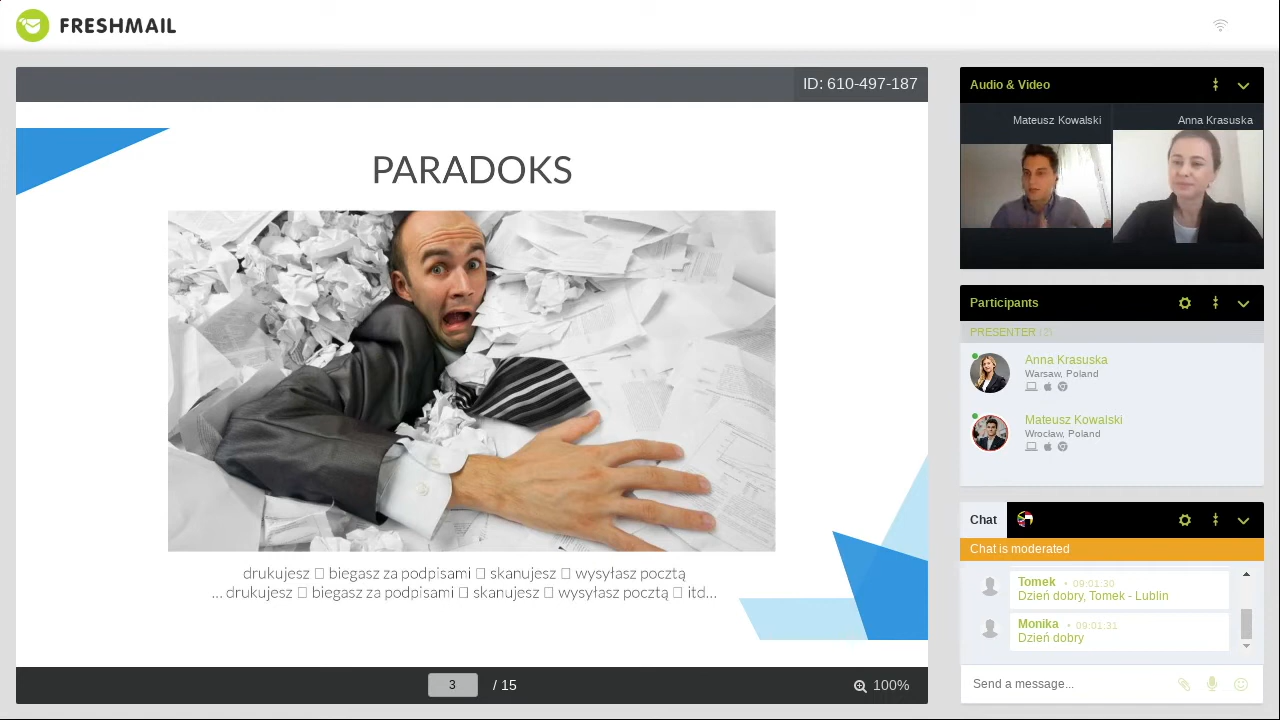 FRESHMAIL
ID: 610-497-187
PARADOKS
drukujesz □ biegasz za podpisami □ skanujesz □ wysyłasz pocztą
... drukujesz □ biegasz za podpisami □ skanujesz □ wysyłasz pocztą □ itd...
3 / 15
100%
Audio & Video
Mateusz Kowalski
Anna Krasuska
Participants
PRESENTER (2)
Anna Krasuska
Warsaw, Poland
Mateusz Kowalski
Wrocław, Poland
Chat
Chat is moderated
Tomek • 09:01:30
Dzień dobry, Tomek - Lublin
Monika • 09:01:31
Dzień dobry
Send a message...